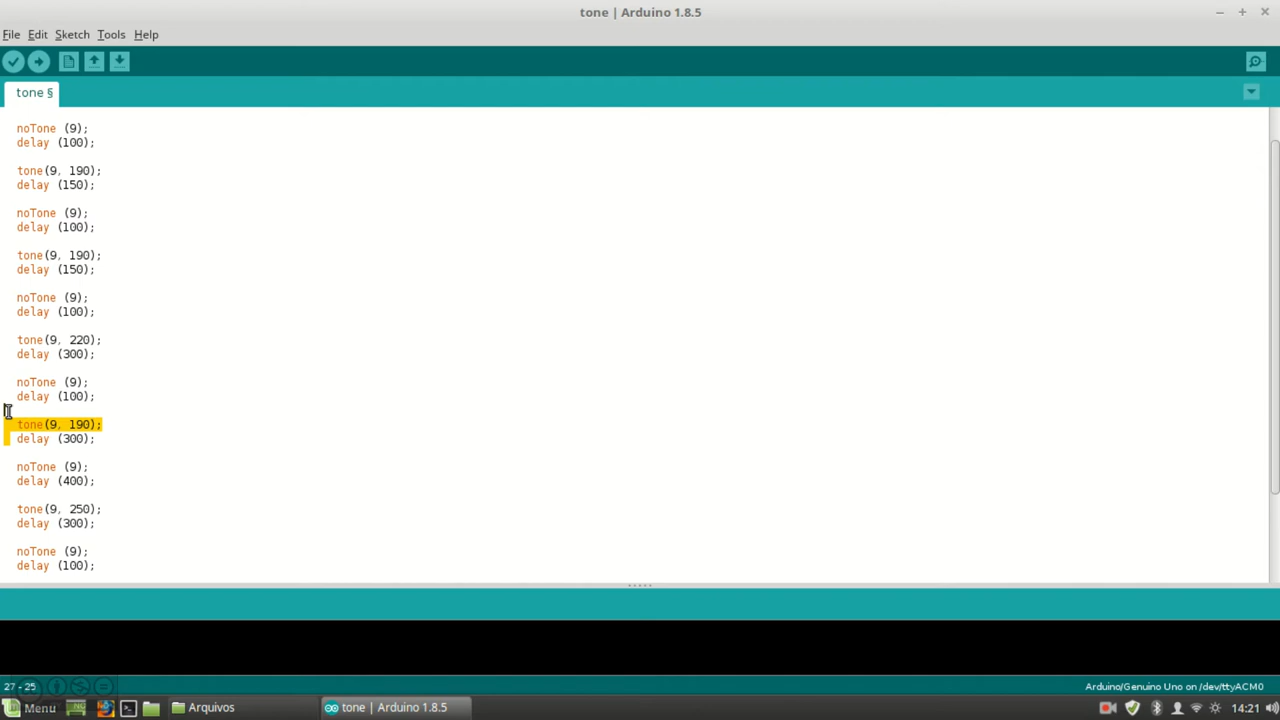 tone | Arduino 1.8.5
File Edit Sketch Tools Help
tone §
noTone (9);
delay (100);
tone(9, 190);
delay (150);
noTone (9);
delay (100);
tone(9, 190);
delay (150);
noTone (9);
delay (100);
tone(9, 220);
delay (300);
noTone (9);
delay (100);
tone(9, 190);
delay (300);
noTone (9);
delay (400);
tone(9, 250);
delay (300);
noTone (9);
delay (100);
27 - 25
Arduino/Genuino Uno on /dev/ttyACM0
Menu Arquivos tone | Arduino 1.8.5 14:21